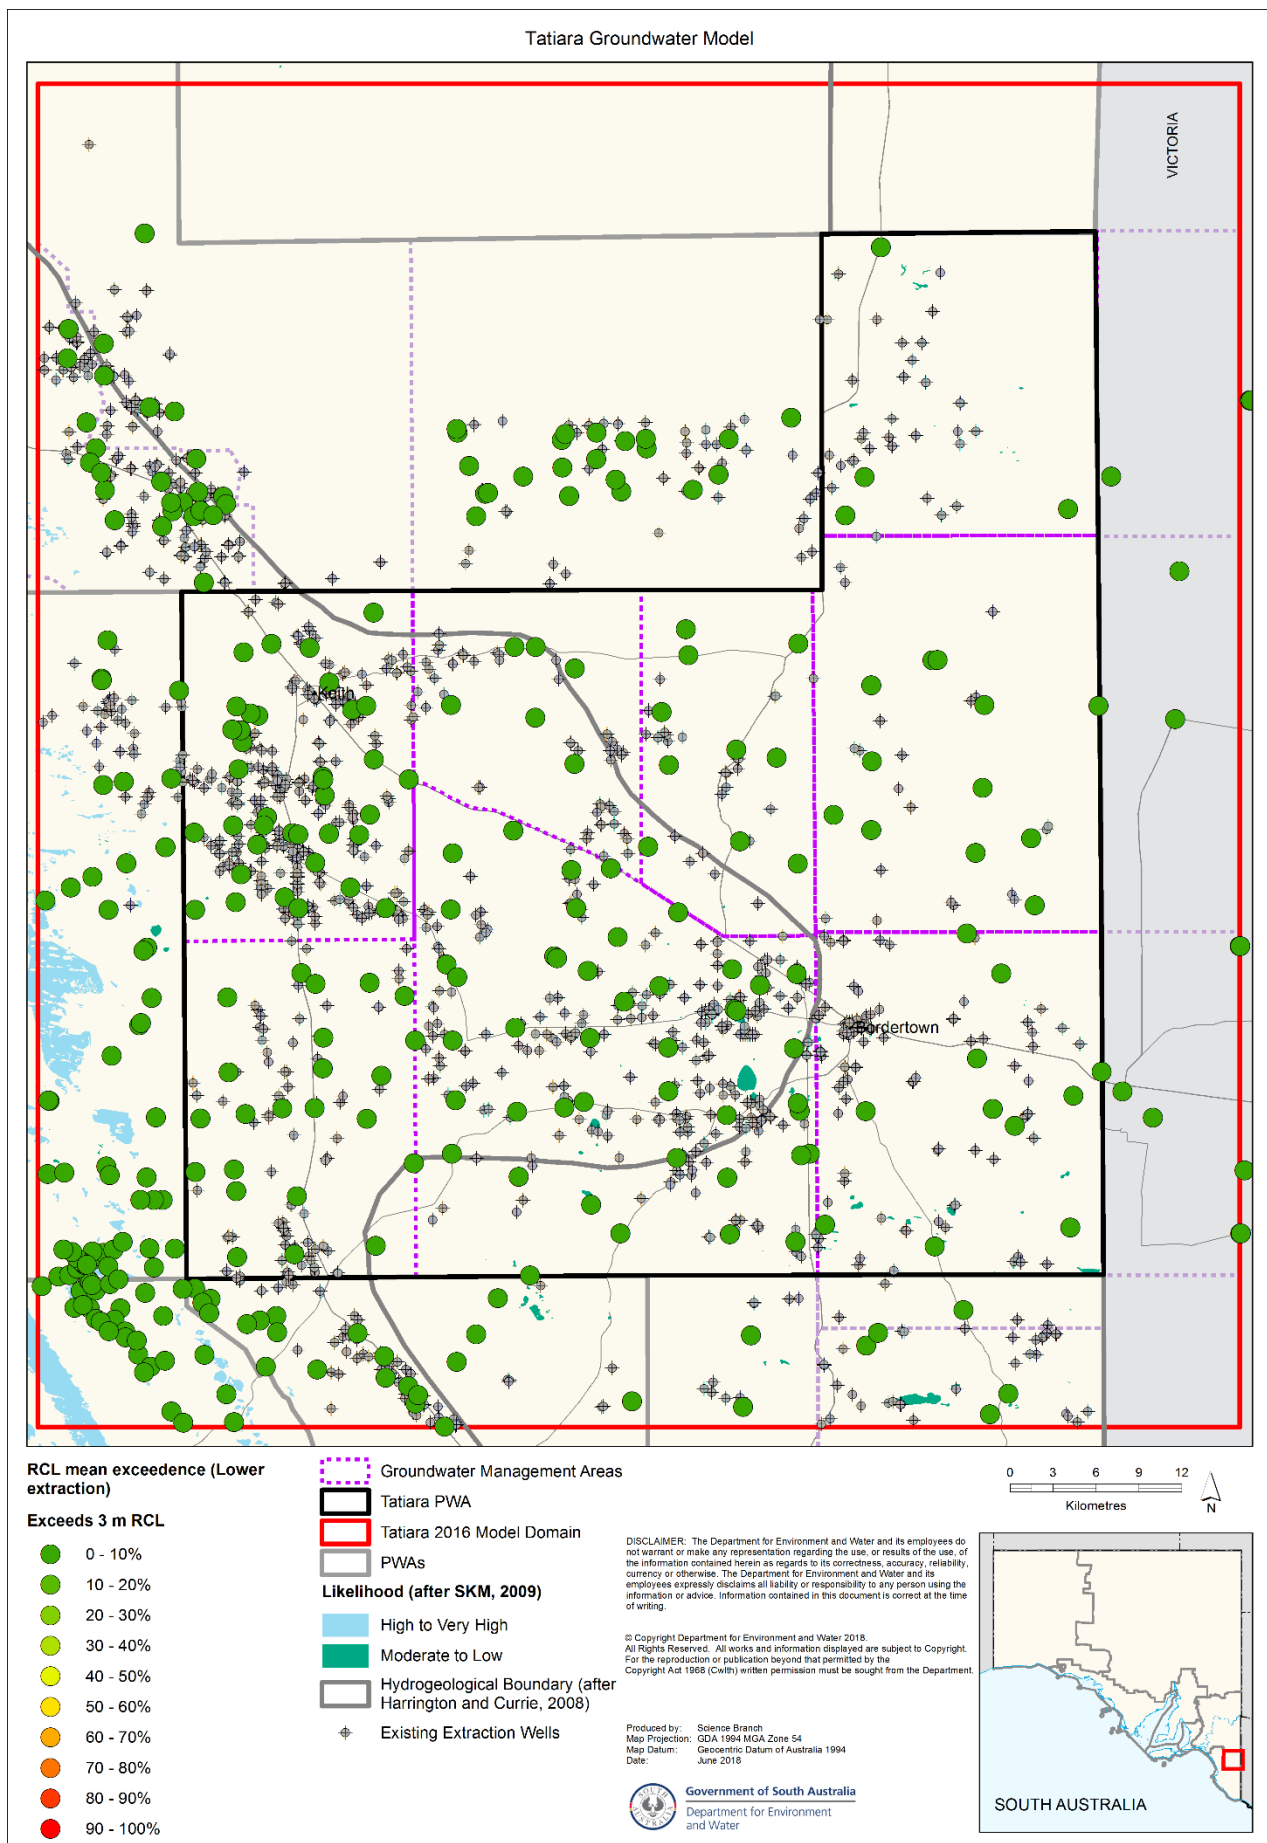 Tatiara Groundwater Model
VICTORIA
Keith
Bordertown
RCL mean exceedence (Lower
extraction)
Exceeds 3 m RCL
0 - 10%
10 - 20%
20 - 30%
30 - 40%
40 - 50%
50 - 60%
60 - 70%
70 - 80%
80 - 90%
90 - 100%
Groundwater Management Areas
Tatiara PWA
Tatiara 2016 Model Domain
PWAs
Likelihood (after SKM, 2009)
High to Very High
Moderate to Low
Hydrogeological Boundary (after
Harrington and Currie, 2008)
Existing Extraction Wells
0 3 6 9 12
Kilometres
N
DISCLAIMER: The Department for Environment and Water and its employees do
not warrant or make any representation regarding the use, or results of the use, of
the information contained herein as regards to its correctness, accuracy, reliability,
currency or otherwise. The Department for Environment and Water and its
employees expressly disclaims all liability or responsibility to any person using the
information or advice. Information contained in this document is correct at the time
of writing.
© Copyright Department for Environment and Water 2018.
All Rights Reserved. All works and information displayed are subject to Copyright.
For the reproduction or publication beyond that permitted by the
Copyright Act 1968 (Cwlth) written permission must be sought from the Department.
Produced by: Science Branch
Map Projection: GDA 1994 MGA Zone 54
Map Datum: Geocentric Datum of Australia 1994
Date: June 2018
SOUTH
AUSTRALIA
Government of South Australia
Department for Environment
and Water
SOUTH AUSTRALIA